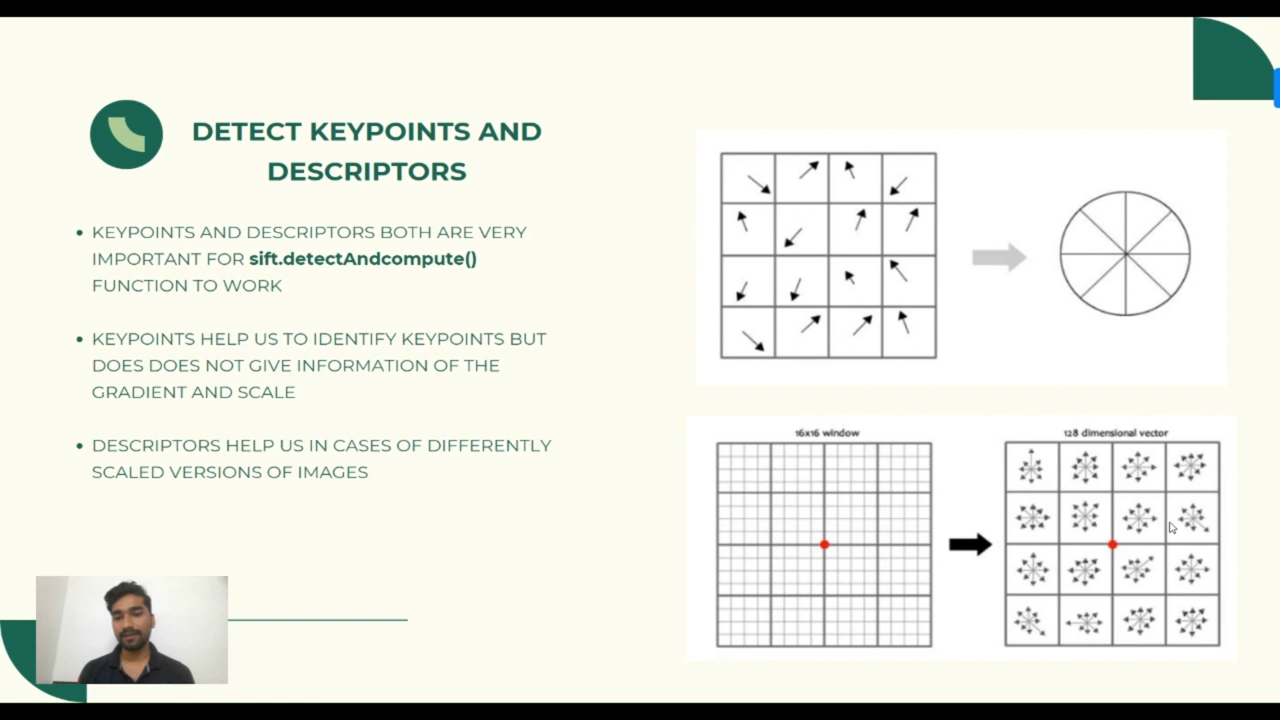 DETECT KEYPOINTS AND
DESCRIPTORS
• KEYPOINTS AND DESCRIPTORS BOTH ARE VERY
IMPORTANT FOR sift.detectAndcompute()
FUNCTION TO WORK
• KEYPOINTS HELP US TO IDENTIFY KEYPOINTS BUT
DOES DOES NOT GIVE INFORMATION OF THE
GRADIENT AND SCALE
• DESCRIPTORS HELP US IN CASES OF DIFFERENTLY
SCALED VERSIONS OF IMAGES
16x16 window
128 dimensional vector